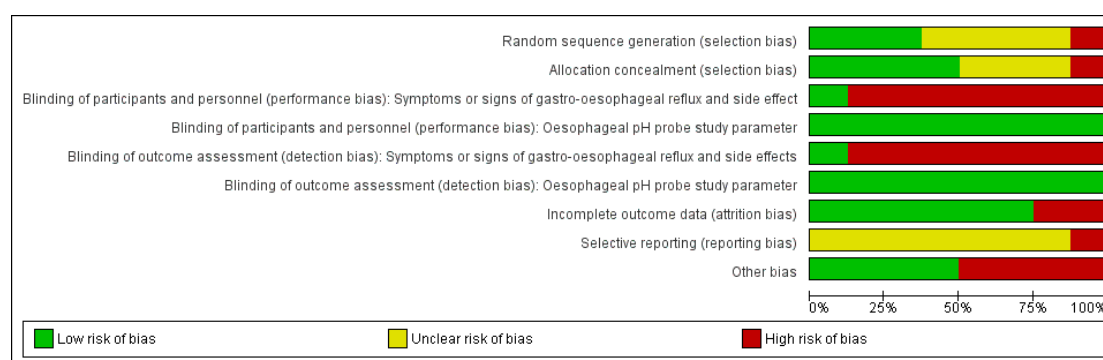 Random sequence generation (selection bias)
Allocation concealment (selection bias)
Blinding of participants and personnel (performance bias): Symptoms or signs of gastro-oesophageal reflux and side effect
Blinding of participants and personnel (performance bias): Oesophageal pH probe study parameter
Blinding of outcome assessment (detection bias): Symptoms or signs of gastro-oesophageal reflux and side effects
Blinding of outcome assessment (detection bias): Oesophageal pH probe study parameter
Incomplete outcome data (attrition bias)
Selective reporting (reporting bias)
Other bias
0% 25% 50% 75% 100%
Low risk of bias Unclear risk of bias High risk of bias